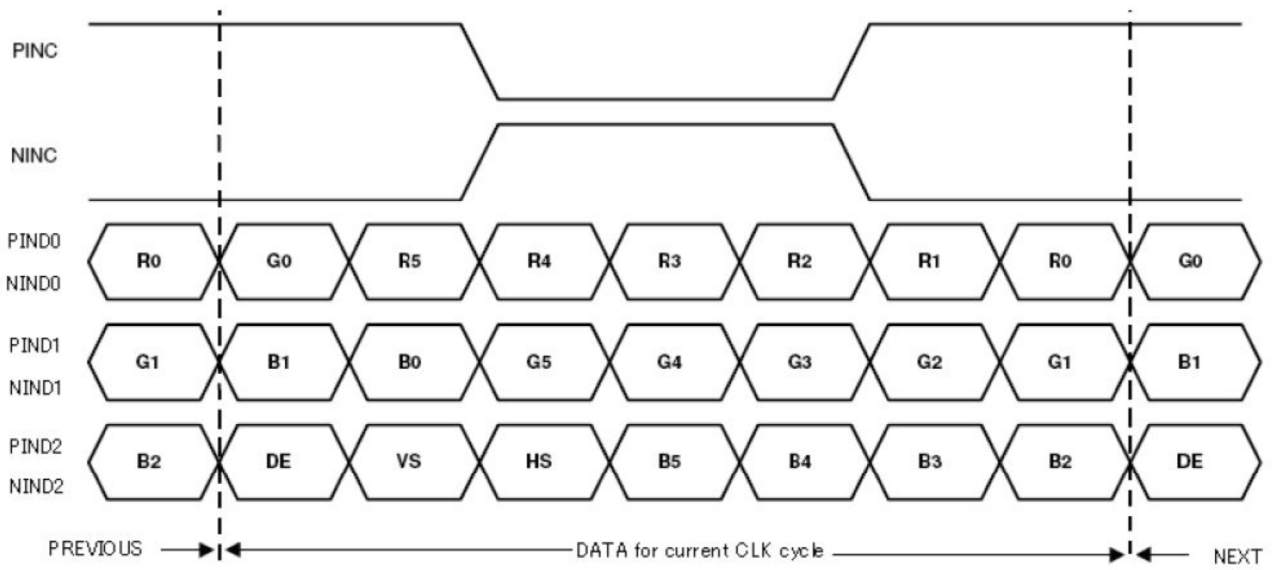 PINC
NINC
PIND0
R0 G0 R5 R4 R3 R2 R1 R0 G0
NIND0
PIND1
G1 B1 B0 G5 G4 G3 G2 G1 B1
NIND1
PIND2
B2 DE VS HS B5 B4 B3 B2 DE
NIND2
PREVIOUS DATA for current CLK cycle NEXT